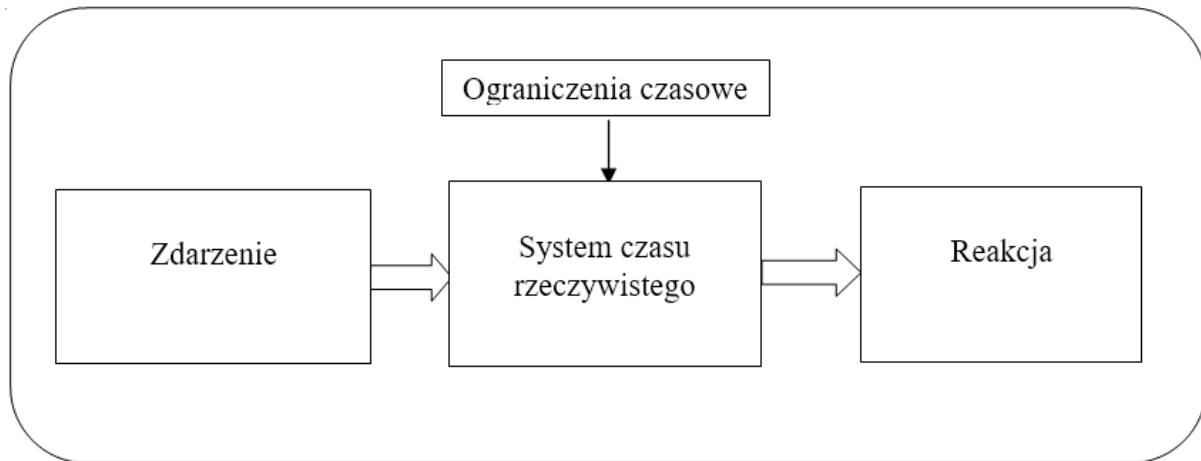 Ograniczenia czasowe
Zdarzenie
System czasu
rzeczywistego
Reakcja